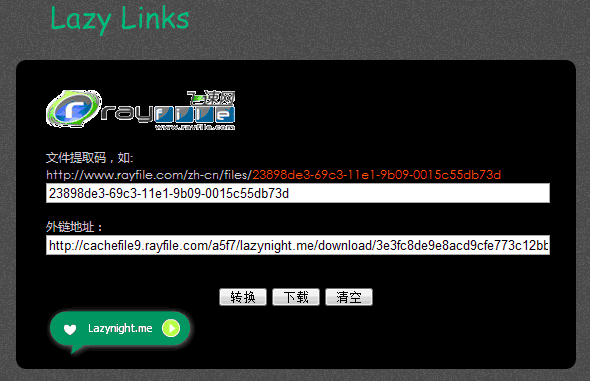 Lazy Links
飞速网
rayfile
www.rayfile.com
文件提取码，如:
http://www.rayfile.com/zh-cn/files/23898de3-69c3-11e1-9b09-0015c55db73d
23898de3-69c3-11e1-9b09-0015c55db73d
外链地址：
http://cachefile9.rayfile.com/a5f7/lazynight.me/download/3e3fc8de9e8acd9cfe773c12bb
转换 下载 清空
Lazynight.me